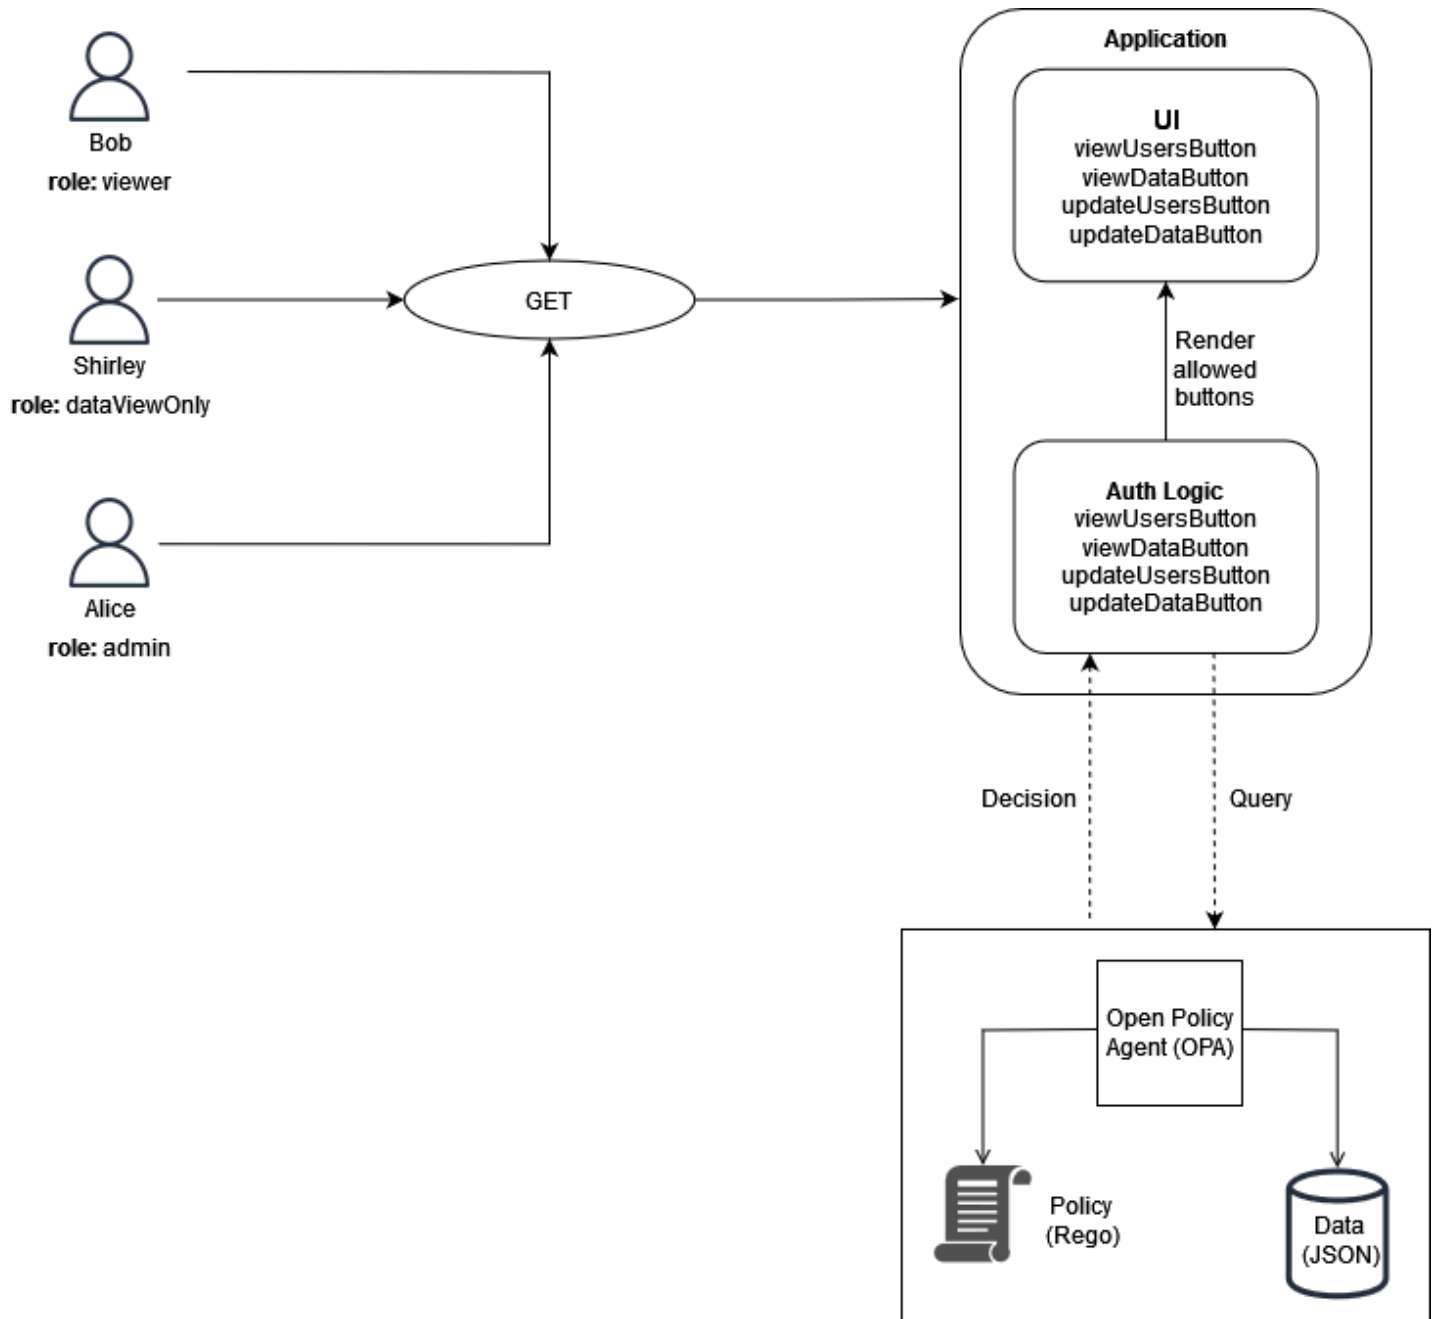 Bob
role: viewer
Shirley
role: dataViewOnly
Alice
role: admin
GET
Application
UI
viewUsersButton
viewDataButton
updateUsersButton
updateDataButton
Render
allowed
buttons
Auth Logic
viewUsersButton
viewDataButton
updateUsersButton
updateDataButton
Decision
Query
Open Policy
Agent (OPA)
Policy
(Rego)
Data
(JSON)